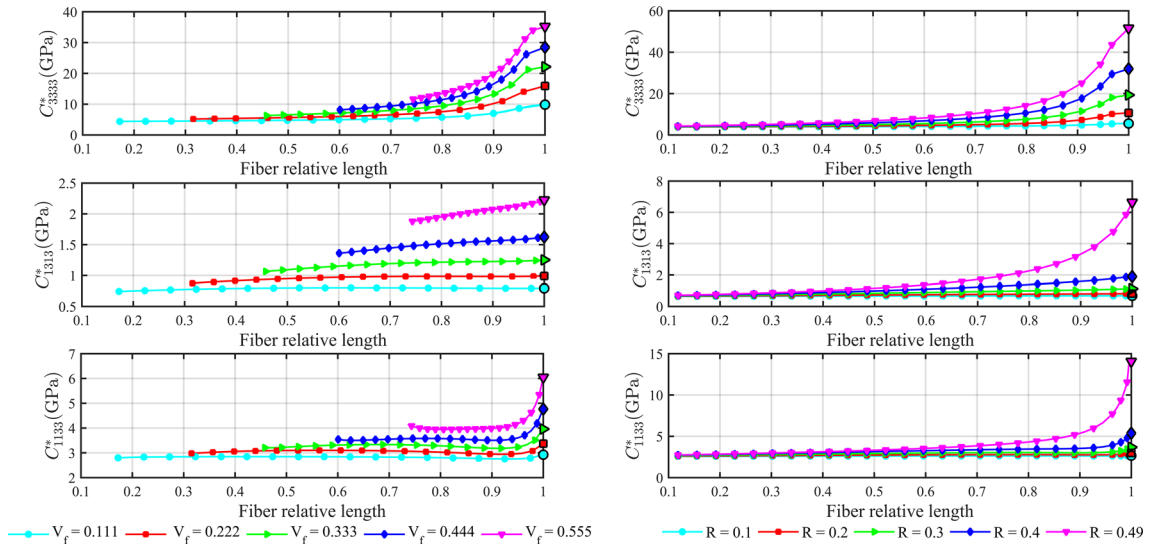 40
30
20
10
0
C*3333(GPa)
0.1 0.2 0.3 0.4 0.5 0.6 0.7 0.8 0.9 1
Fiber relative length
2.5
2
1.5
1
0.5
C*1313(GPa)
0.1 0.2 0.3 0.4 0.5 0.6 0.7 0.8 0.9 1
Fiber relative length
7
6
5
4
3
2
C*1133(GPa)
0.1 0.2 0.3 0.4 0.5 0.6 0.7 0.8 0.9 1
Fiber relative length
Vf = 0.111 Vf = 0.222 Vf = 0.333 Vf = 0.444 Vf = 0.555
60
40
20
0
C*3333(GPa)
0.1 0.2 0.3 0.4 0.5 0.6 0.7 0.8 0.9 1
Fiber relative length
8
6
4
2
0
C*1313(GPa)
0.1 0.2 0.3 0.4 0.5 0.6 0.7 0.8 0.9 1
Fiber relative length
15
10
5
0
C*1133(GPa)
0.1 0.2 0.3 0.4 0.5 0.6 0.7 0.8 0.9 1
Fiber relative length
R = 0.1 R = 0.2 R = 0.3 R = 0.4 R = 0.49